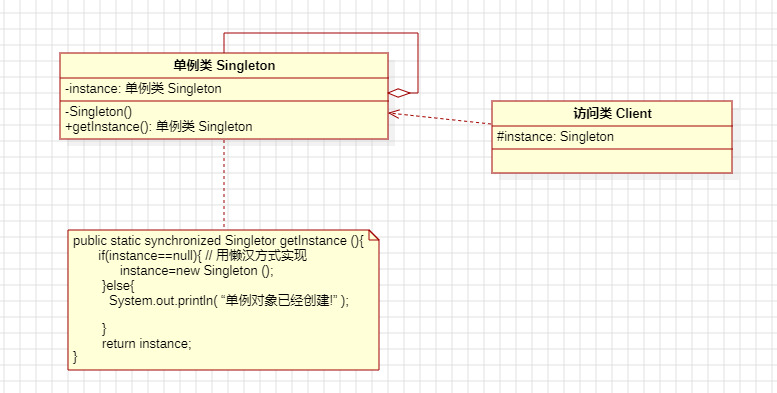 单例类 Singleton
-instance: 单例类 Singleton
-Singleton()
+getInstance(): 单例类 Singleton
访问类 Client
#instance: Singleton
public static synchronized Singletor getInstance (){
if(instance==null){ // 用懒汉方式实现
instance=new Singleton ();
}else{
System.out.println( “单例对象已经创建!” );
}
return instance;
}